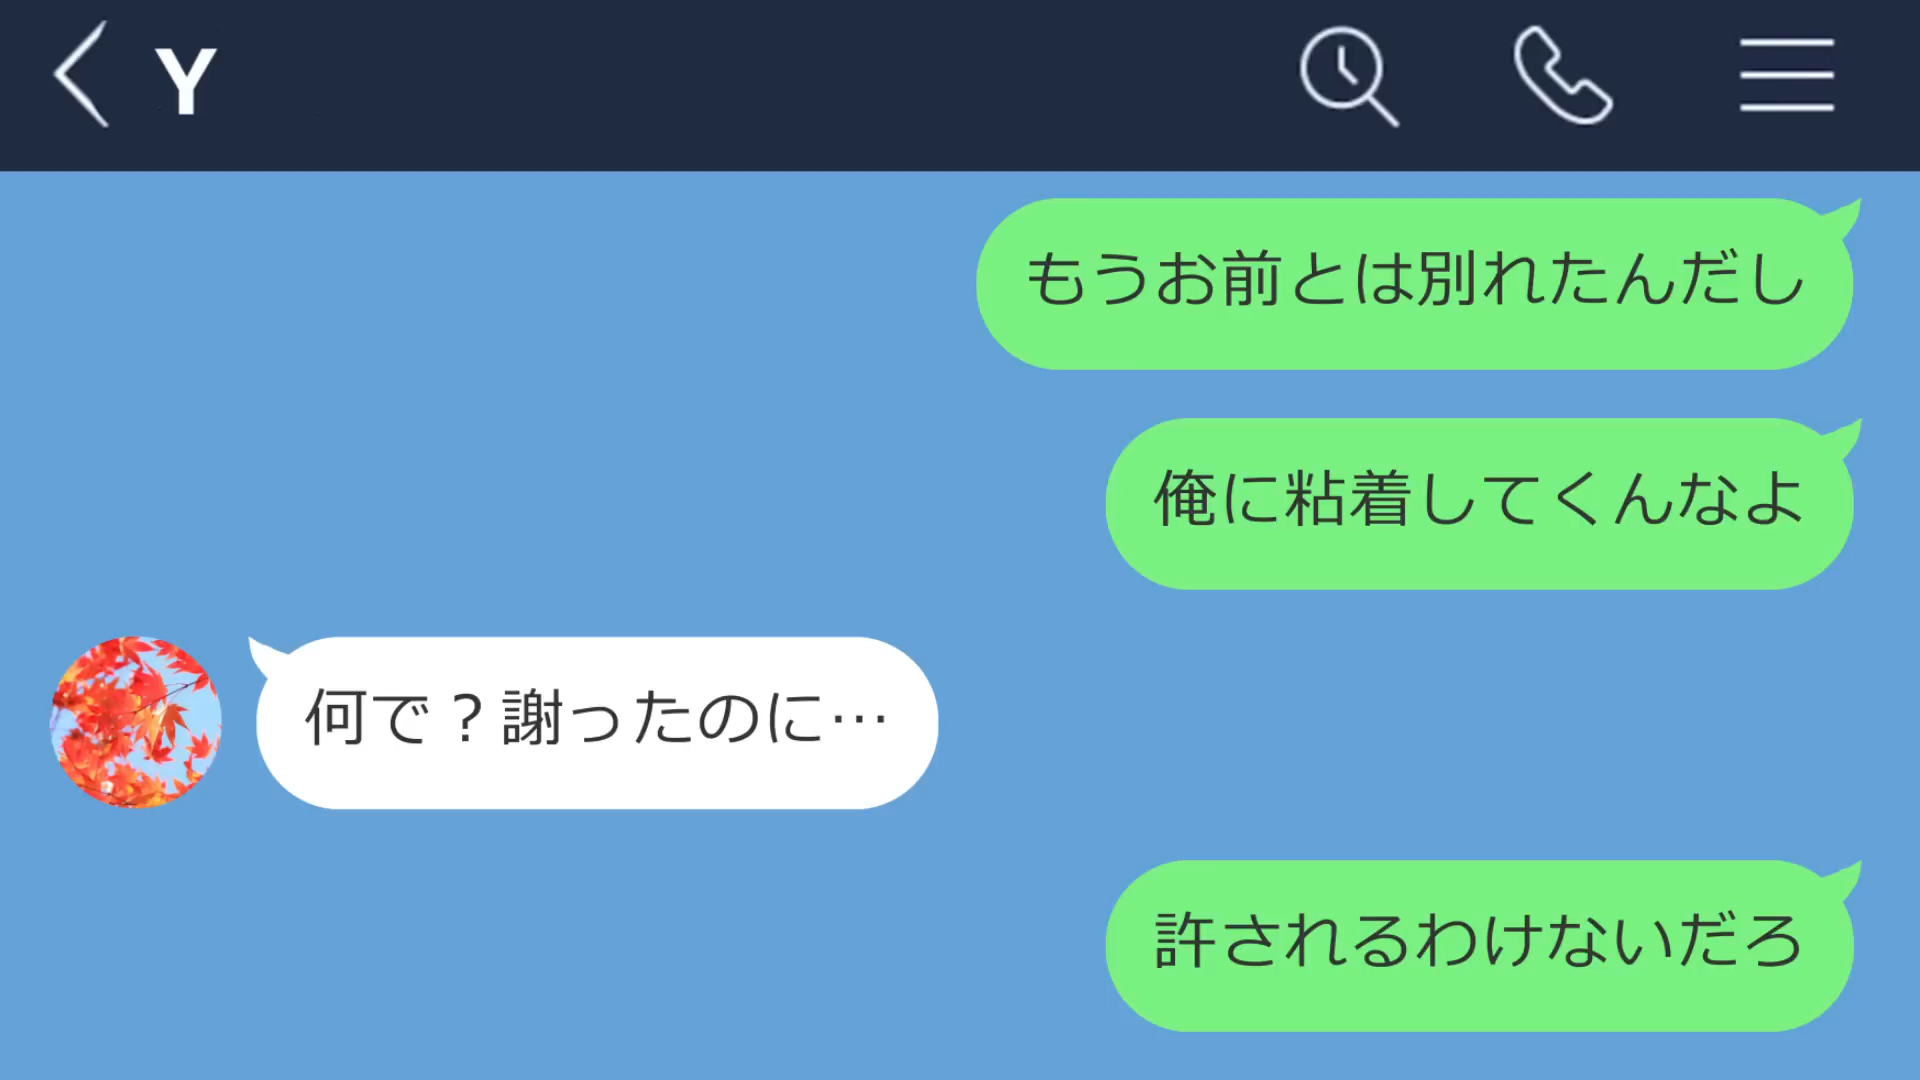 Y
もうお前とは別れたんだし
俺に粘着してくんなよ
何で？謝ったのに…
許されるわけないだろ